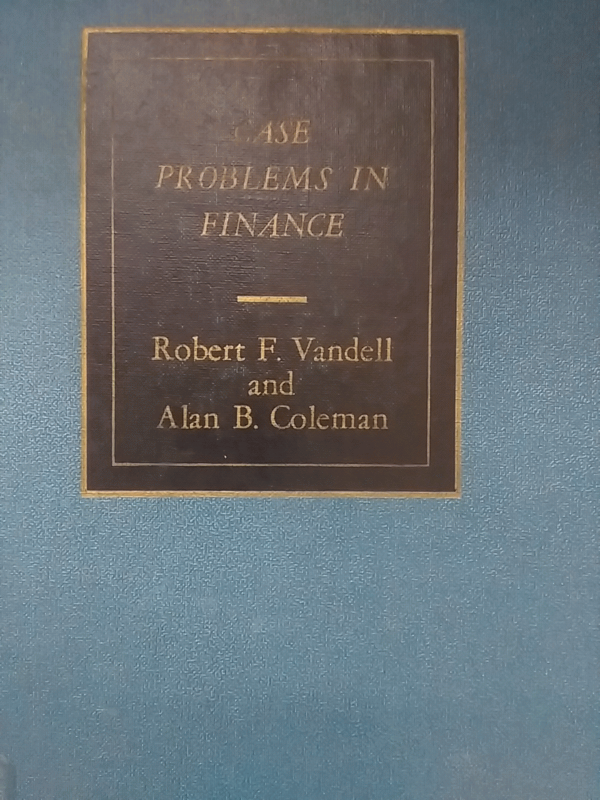 CASE
PROBLEMS IN
FINANCE
Robert F. Vandell
and
Alan B. Coleman